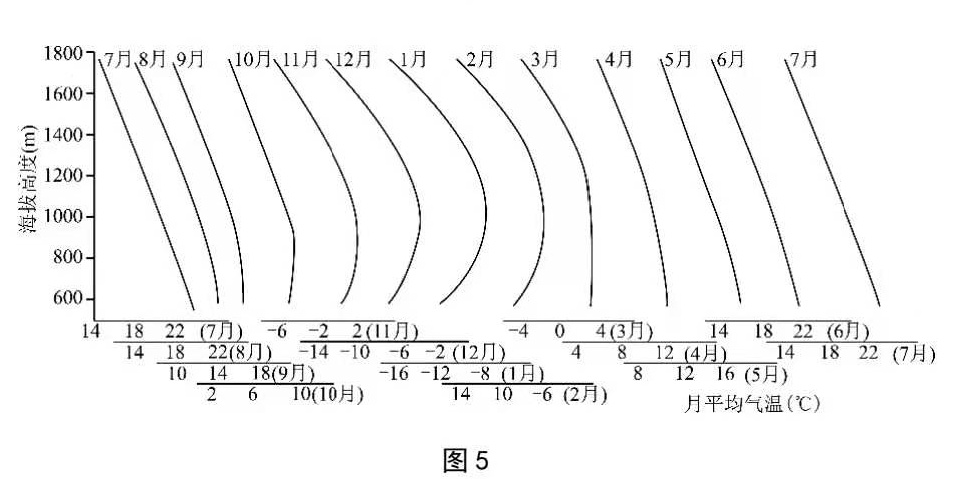 1800
7月 8月 9月 10月 11月 12月 1月 2月 3月 4月 5月 6月 7月
1600
1400
1200
1000
800
600
海拔高度(m)
14 18 22 (7月) -6 -2 2(11月) -4 0 4(3月) 14 18 22 (6月)
14 18 22(8月) -14 -10 -6 -2(12月) 4 8 12 (4月) 14 18 22 (7月)
10 14 18(9月) -16 -12 -8(1月) 8 12 16(5月)
2 6 10(10月) 14 10 -6 (2月) 月平均气温(℃)
图5